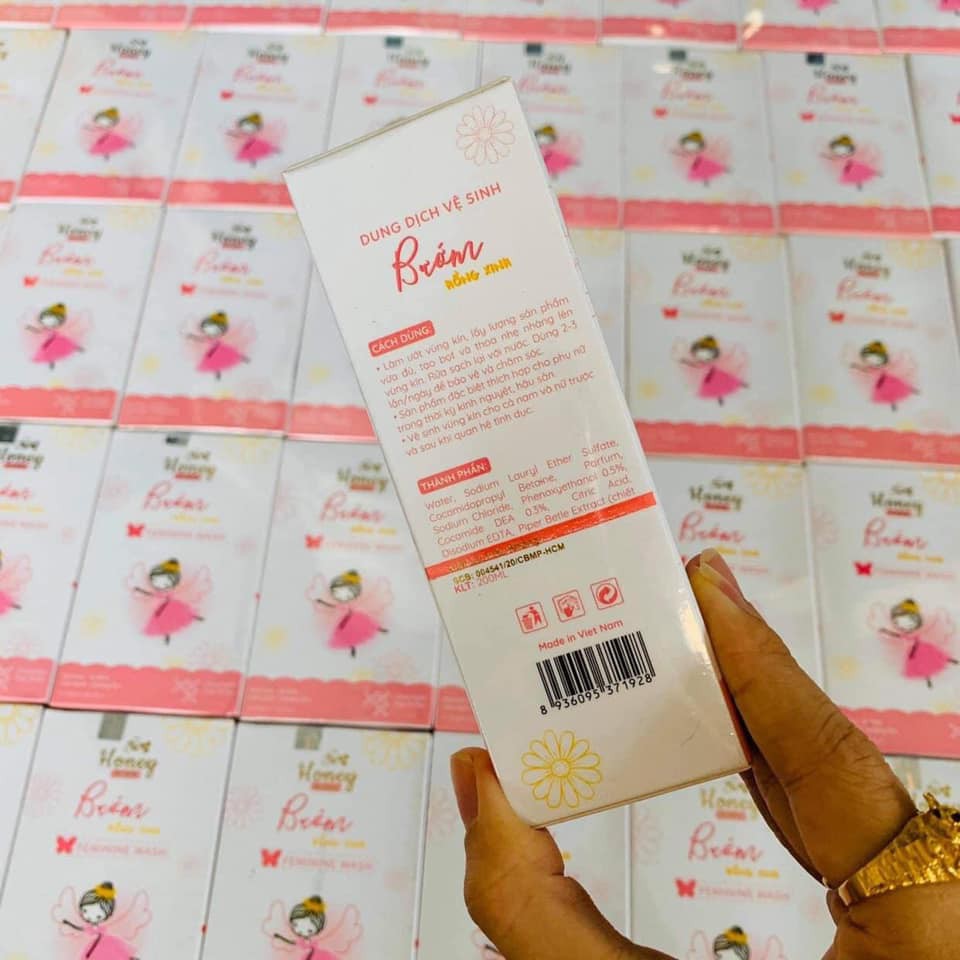 DUNG DỊCH VỆ SINH
Bướm
HỒNG XINH
CÁCH DÙNG:
• Làm ướt vùng kín, lấy lượng sản phẩm
vừa đủ, tạo bọt và thoa nhẹ nhàng lên
vùng kín. Rửa sạch lại với nước. Dùng 2-3
lần/ngày để bảo vệ và chăm sóc.
• Sản phẩm đặc biệt thích hợp cho phụ nữ
trong thời kỳ kinh nguyệt, hậu sản.
• Vệ sinh vùng kín cho cả nam và nữ trước
và sau khi quan hệ tình dục.
THÀNH PHẦN:
Water, Sodium Lauryl Ether Sulfate,
Cocamidopropyl Betaine, Parfum,
Sodium Chloride, Phenoxyethanol 0.5%,
Cocamide DEA 0.3%, Citric Acid,
Disodium EDTA, Piper Betle Extract (chiết
SCB: 004541/20/CBMP-HCM
KLT: 200ML
Made in Viet Nam
8 936095 371928
Honey
Bướm
HỒNG XINH
FEMININE WASH